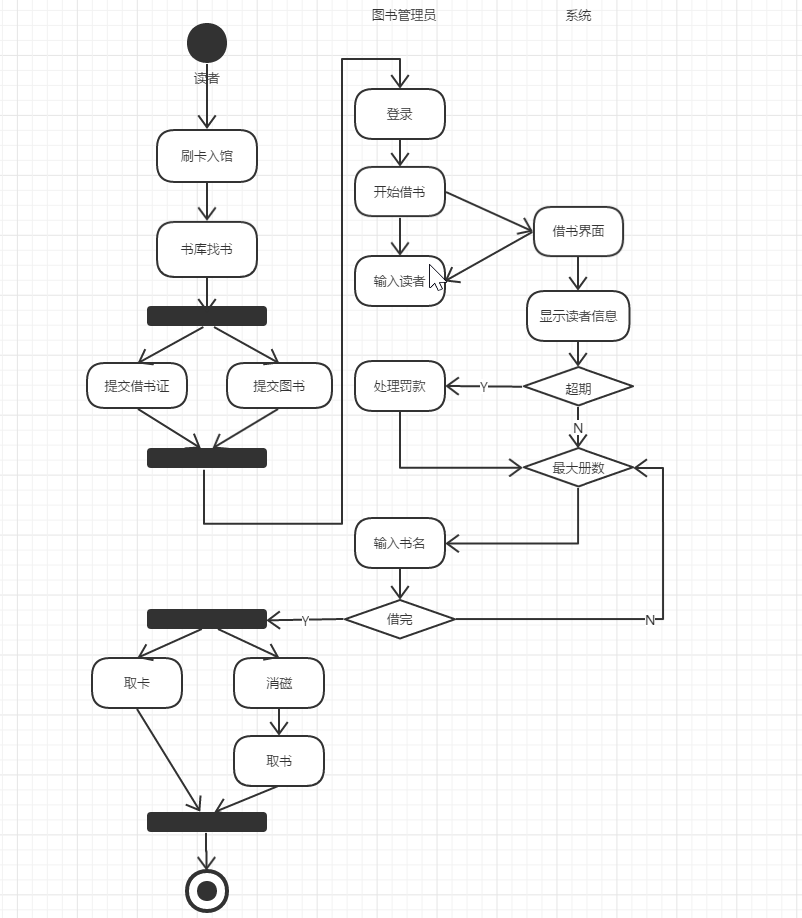 图书管理员
系统
读者
登录
刷卡入馆
开始借书
借书界面
书库找书
输入读者
显示读者信息
提交借书证
提交图书
处理罚款
Y
超期
N
最大册数
输入书名
借完
Y
N
取卡
消磁
取书